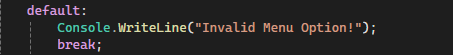 default:
    Console.WriteLine("Invalid Menu Option!");
    break;